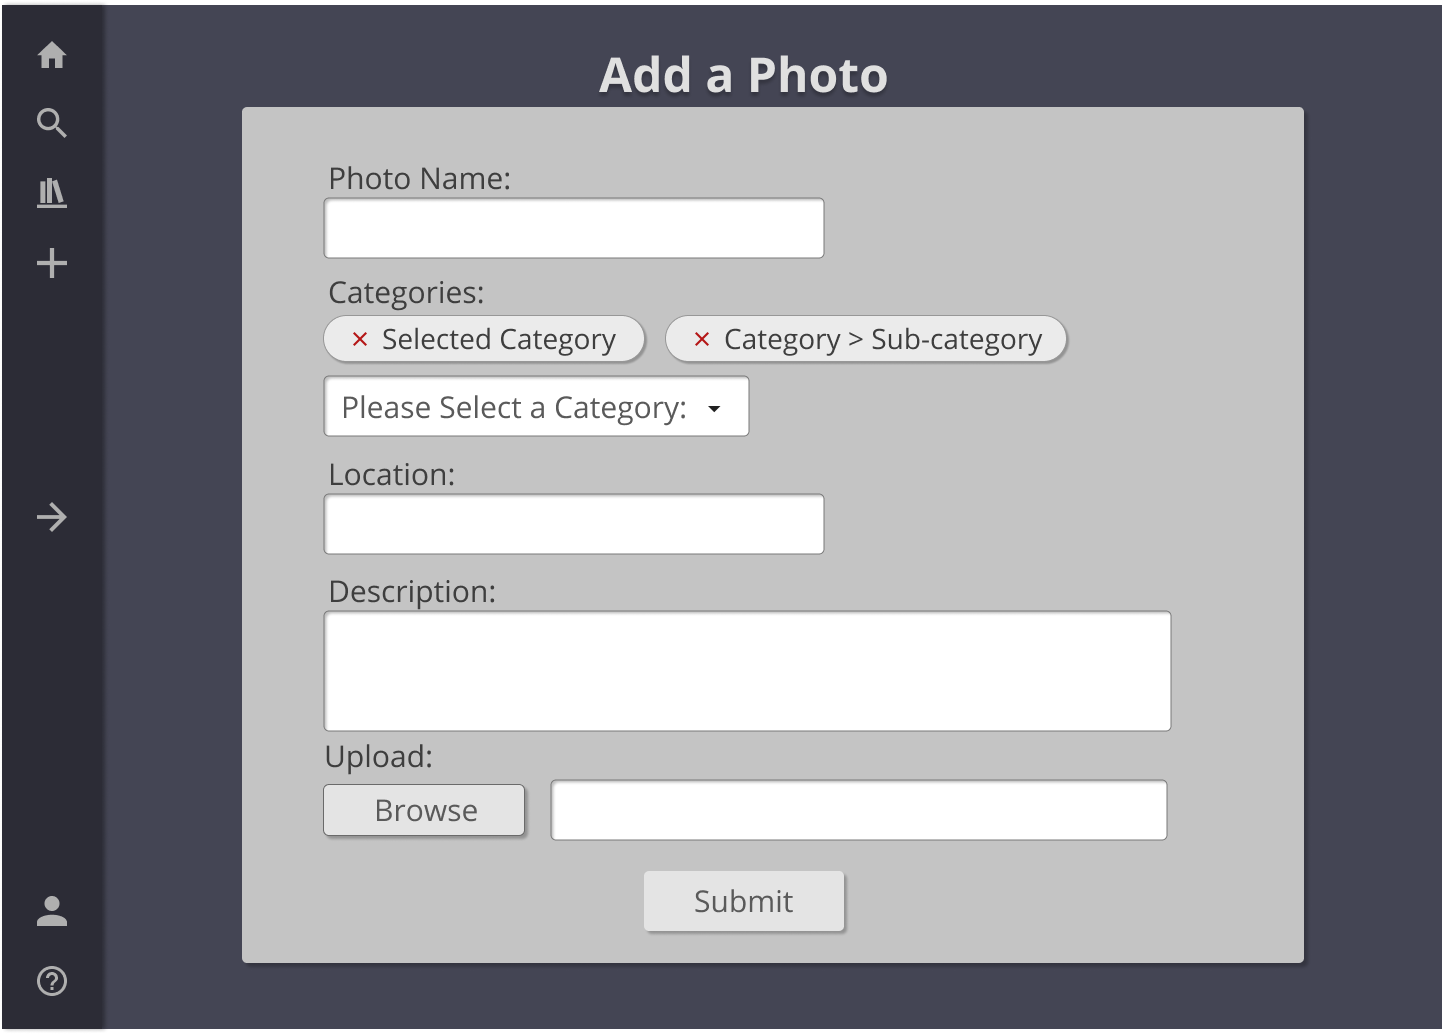 Add a Photo
Photo Name:
Categories:
× Selected Category
× Category > Sub-category
Please Select a Category:
Location:
Description:
Upload:
Browse
Submit